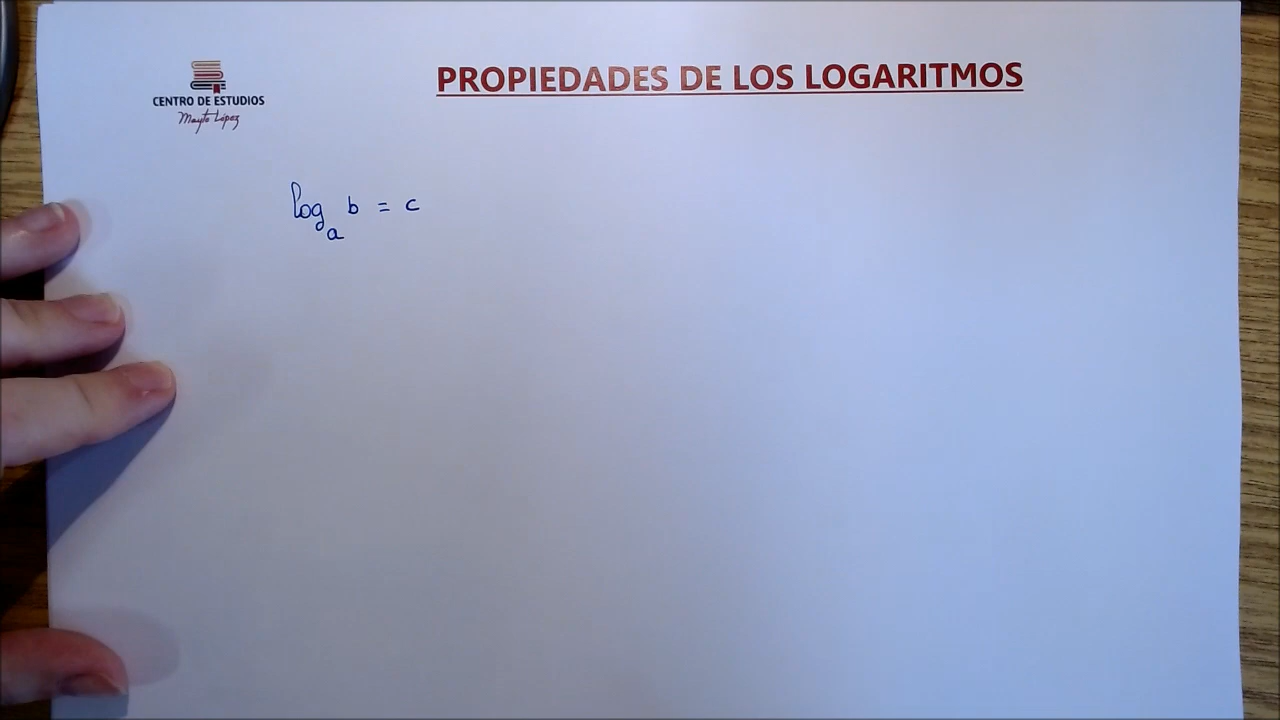 PROPIEDADES DE LOS LOGARITMOS
CENTRO DE ESTUDIOS
Mayte López
log_a b = c